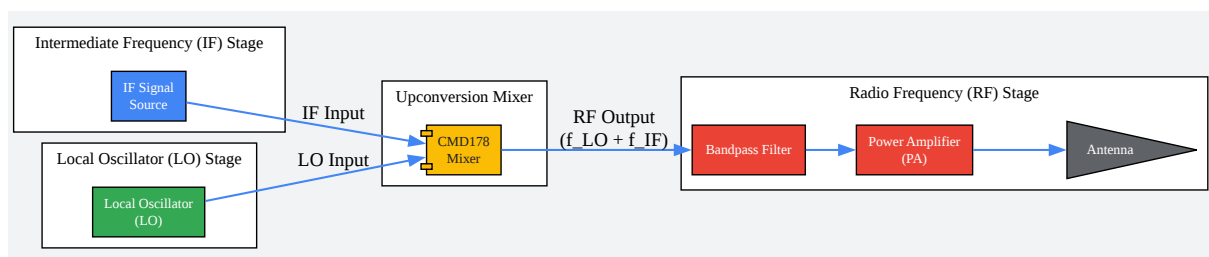 Intermediate Frequency (IF) Stage
IF Signal
Source
Local Oscillator (LO) Stage
Local Oscillator
(LO)
IF Input
LO Input
Upconversion Mixer
CMD178
Mixer
RF Output
(f_LO + f_IF)
Radio Frequency (RF) Stage
Bandpass Filter
Power Amplifier
(PA)
Antenna